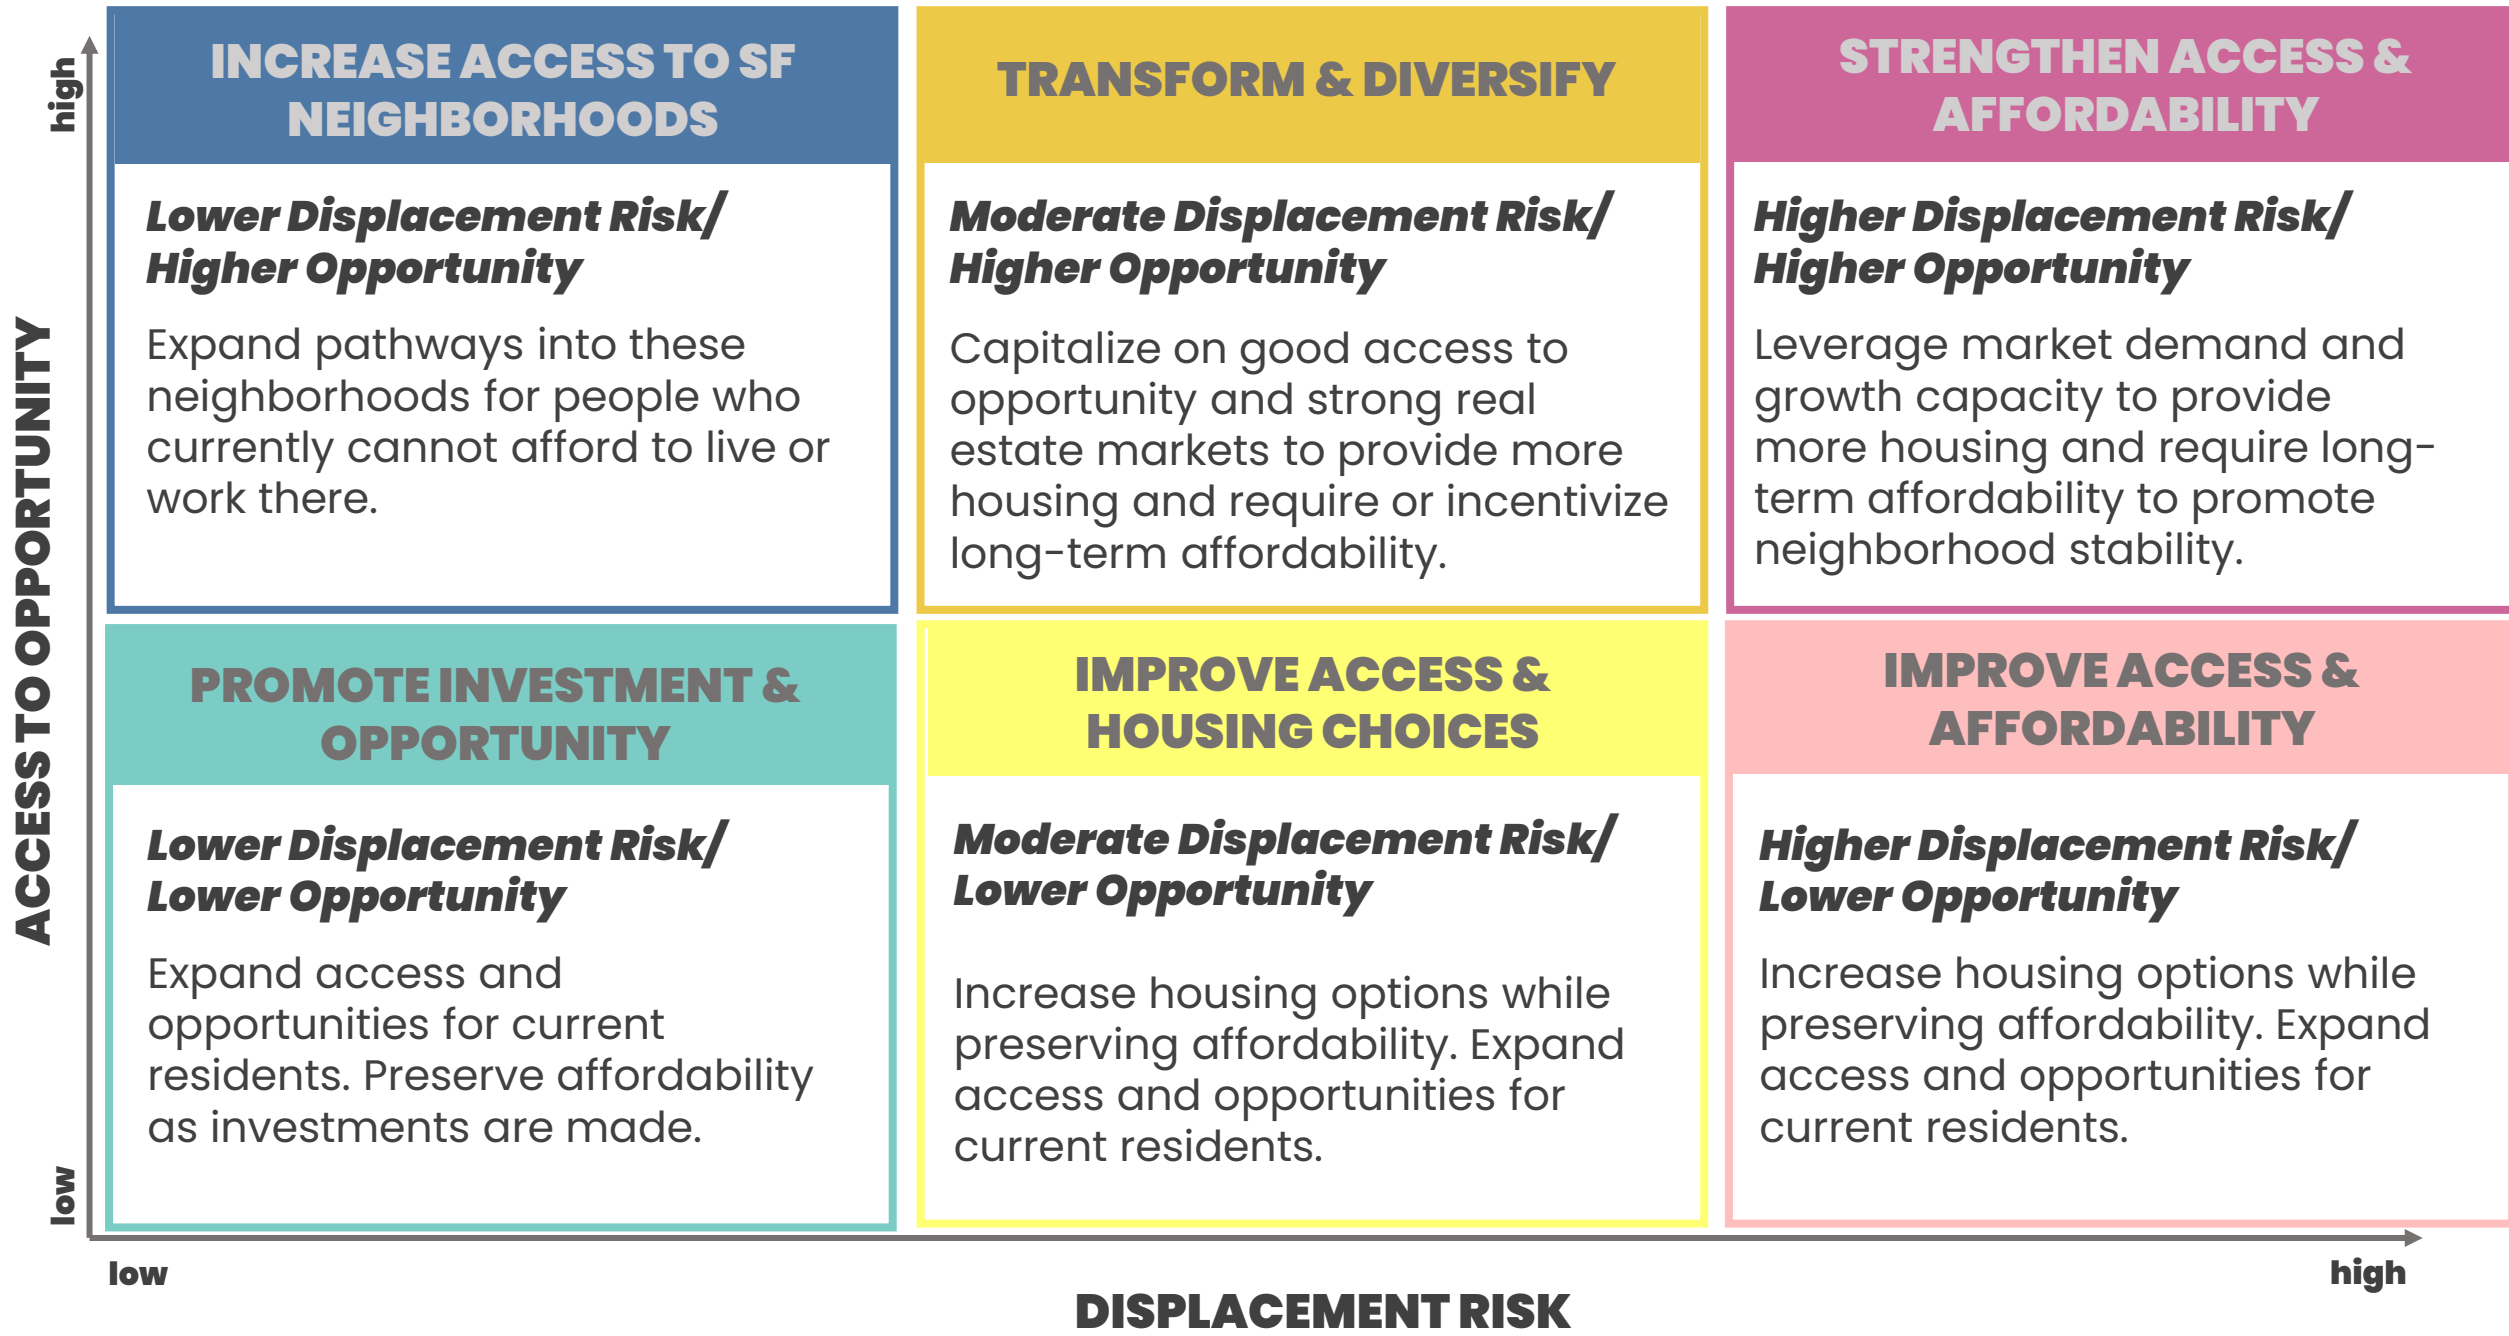 ACCESS TO OPPORTUNITY
high
low
INCREASE ACCESS TO SF
NEIGHBORHOODS
Lower Displacement Risk/
Higher Opportunity
Expand pathways into these
neighborhoods for people who
currently cannot afford to live or
work there.
TRANSFORM & DIVERSIFY
Moderate Displacement Risk/
Higher Opportunity
Capitalize on good access to
opportunity and strong real
estate markets to provide more
housing and require or incentivize
long-term affordability.
STRENGTHEN ACCESS &
AFFORDABILITY
Higher Displacement Risk/
Higher Opportunity
Leverage market demand and
growth capacity to provide
more housing and require long-
term affordability to promote
neighborhood stability.
PROMOTE INVESTMENT &
OPPORTUNITY
Lower Displacement Risk/
Lower Opportunity
Expand access and
opportunities for current
residents. Preserve affordability
as investments are made.
IMPROVE ACCESS &
HOUSING CHOICES
Moderate Displacement Risk/
Lower Opportunity
Increase housing options while
preserving affordability. Expand
access and opportunities for
current residents.
IMPROVE ACCESS &
AFFORDABILITY
Higher Displacement Risk/
Lower Opportunity
Increase housing options while
preserving affordability. Expand
access and opportunities for
current residents.
low
high
DISPLACEMENT RISK